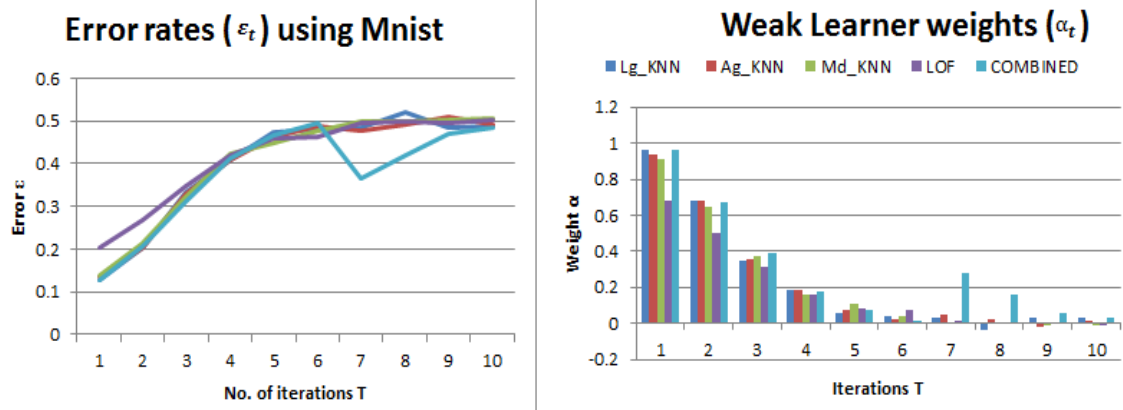 Error rates ( εt ) using Mnist
0.6
0.5
0.4
0.3
0.2
0.1
0
Error ε
1 2 3 4 5 6 7 8 9 10
No. of iterations T
Weak Learner weights (αt)
Lg_KNN Ag_KNN Md_KNN LOF COMBINED
1.2
1
0.8
0.6
0.4
0.2
0
-0.2
Weight α
1 2 3 4 5 6 7 8 9 10
Iterations T